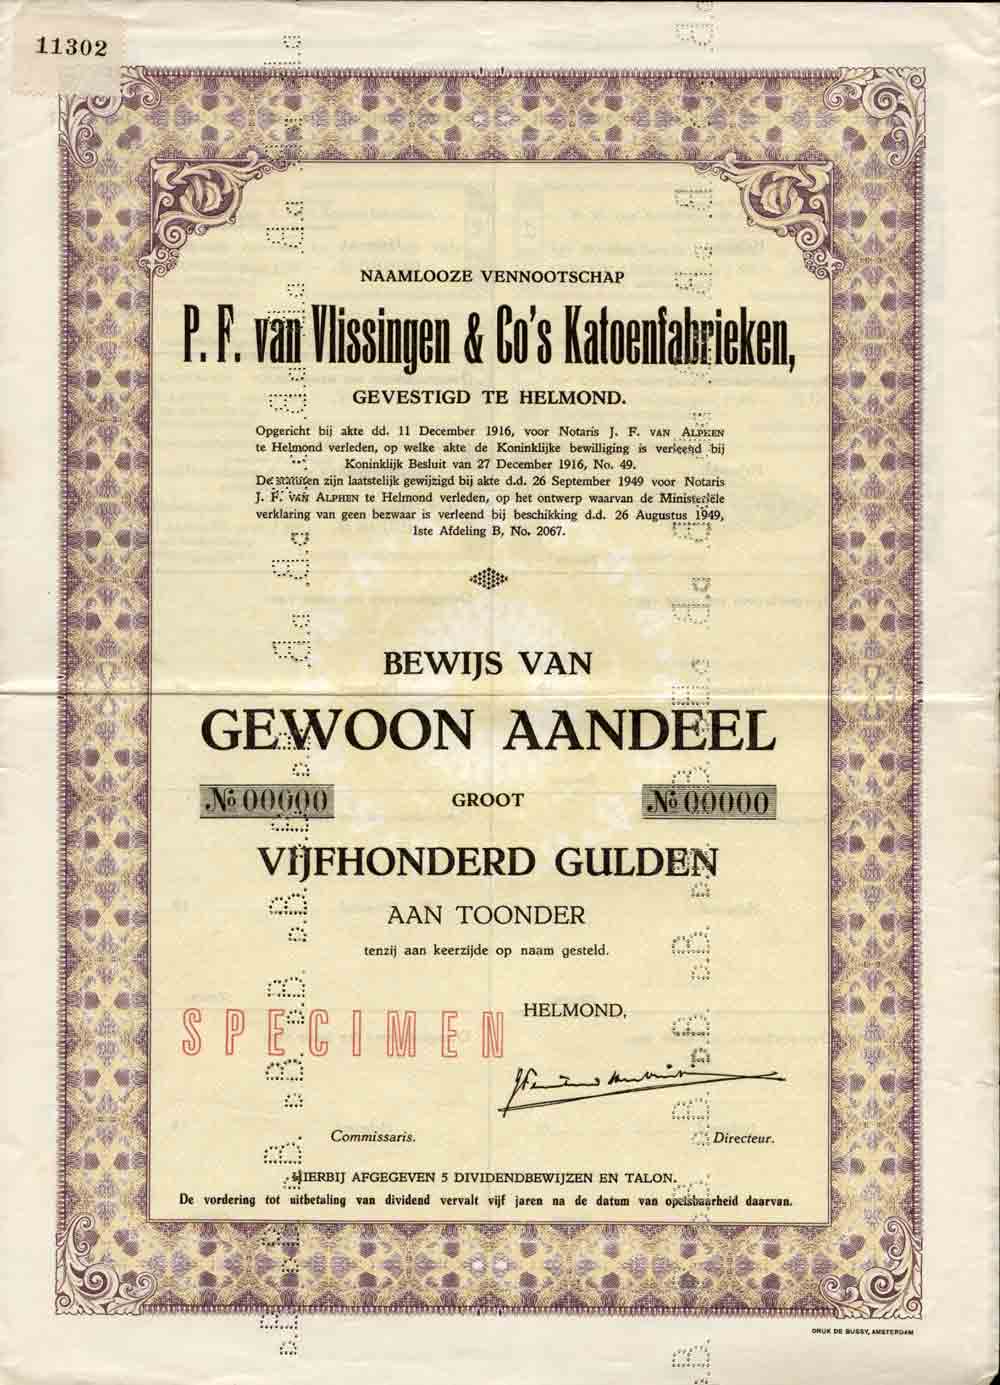 11302
NAAMLOOZE VENNOOTSCHAP
P. F. van Vlissingen & Co's Katoenfabrieken,
GEVESTIGD TE HELMOND.
Opgericht bij akte dd. 11 December 1916, voor Notaris J. F. VAN ALPHEN
te Helmond verleden, op welke akte de Koninklijke bewilliging is verleend bij
Koninklijk Besluit van 27 December 1916, No. 49.
De statuten zijn laatstelijk gewijzigd bij akte d.d. 26 September 1949 voor Notaris
J. F. VAN ALPHEN te Helmond verleden, op het ontwerp waarvan de Ministeriële
verklaring van geen bezwaar is verleend bij beschikking d.d. 26 Augustus 1949,
1ste Afdeling B, No. 2067.
BEWIJS VAN
GEWOON AANDEEL
No 00000 GROOT No 00000
VIJFHONDERD GULDEN
AAN TOONDER
tenzij aan keerzijde op naam gesteld.
HELMOND,
SPECIMEN
Commissaris. Directeur.
HIERBIJ AFGEGEVEN 5 DIVIDENDBEWIJZEN EN TALON.
De vordering tot uitbetaling van dividend vervalt vijf jaren na de datum van opeisbaarheid daarvan.
DRUK DE BUSSY, AMSTERDAM